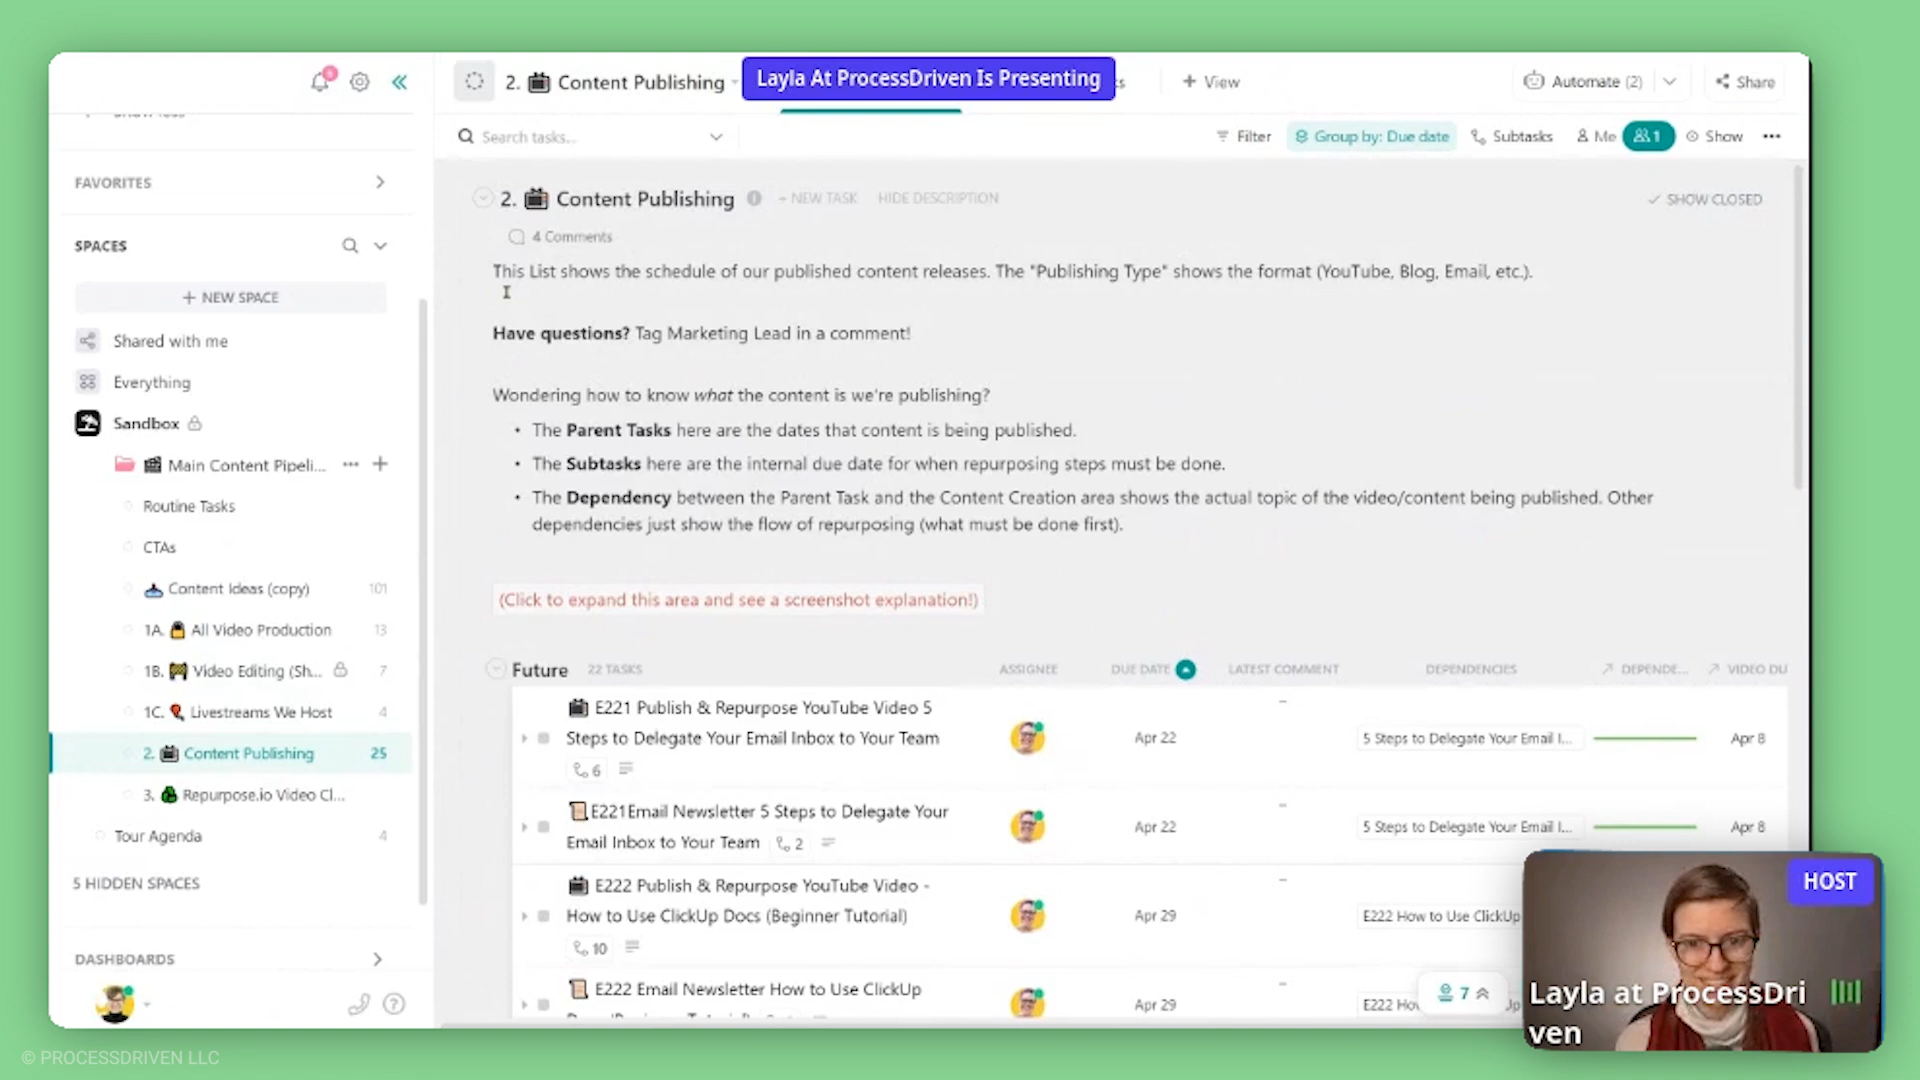 2. Content Publishing
Layla At ProcessDriven Is Presenting
+ View
Automate (2)
Share
Search tasks...
Filter
Group by: Due date
Subtasks
Me
1
Show
FAVORITES
SPACES
+ NEW SPACE
Shared with me
Everything
Sandbox
Main Content Pipeli...
Routine Tasks
CTAs
Content Ideas (copy) 101
1A. All Video Production 13
1B. Video Editing (Sh... 7
1C. Livestreams We Host 4
2. Content Publishing 25
3. Repurpose.io Video Cl...
Tour Agenda 4
5 HIDDEN SPACES
DASHBOARDS
2. Content Publishing + NEW TASK HIDE DESCRIPTION SHOW CLOSED
4 Comments
This List shows the schedule of our published content releases. The "Publishing Type" shows the format (YouTube, Blog, Email, etc.).
Have questions? Tag Marketing Lead in a comment!
Wondering how to know what the content is we're publishing?
• The Parent Tasks here are the dates that content is being published.
• The Subtasks here are the internal due date for when repurposing steps must be done.
• The Dependency between the Parent Task and the Content Creation area shows the actual topic of the video/content being published. Other
dependencies just show the flow of repurposing (what must be done first).
(Click to expand this area and see a screenshot explanation!)
Future 22 TASKS ASSIGNEE DUE DATE LATEST COMMENT DEPENDENCIES DEPENDE... VIDEO DU
E221 Publish & Repurpose YouTube Video 5
Steps to Delegate Your Email Inbox to Your Team Apr 22 – 5 Steps to Delegate Your Email I... Apr 8
6
E221Email Newsletter 5 Steps to Delegate Your
Email Inbox to Your Team 2 Apr 22 – 5 Steps to Delegate Your Email I... Apr 8
E222 Publish & Repurpose YouTube Video -
How to Use ClickUp Docs (Beginner Tutorial) Apr 29 – E222 How to Use ClickUp
10
E222 Email Newsletter How to Use ClickUp
Apr 29 – E222 How
7
HOST
Layla at ProcessDri
ven
© PROCESSDRIVEN LLC